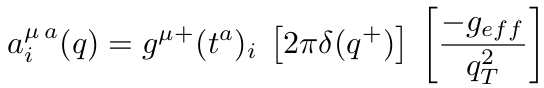 $a_i^{\mu\, a}(q) = g^{\mu+}(t^a)_i \; \left[2\pi\delta(q^+)\right] \; \left[\frac{-g_{eff}}{q_T^2}\right]$